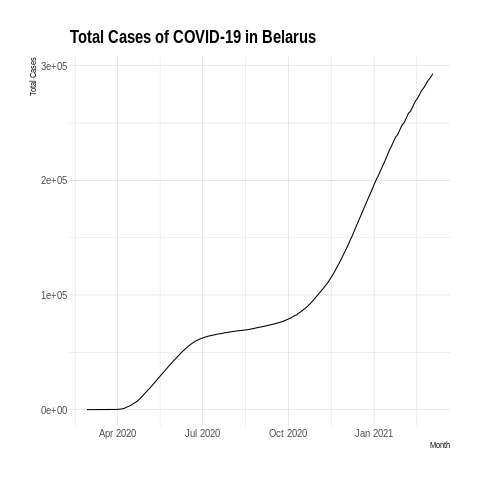 Total Cases of COVID-19 in Belarus
Total Cases
3e+05
2e+05
1e+05
0e+00
Apr 2020 Jul 2020 Oct 2020 Jan 2021
Month